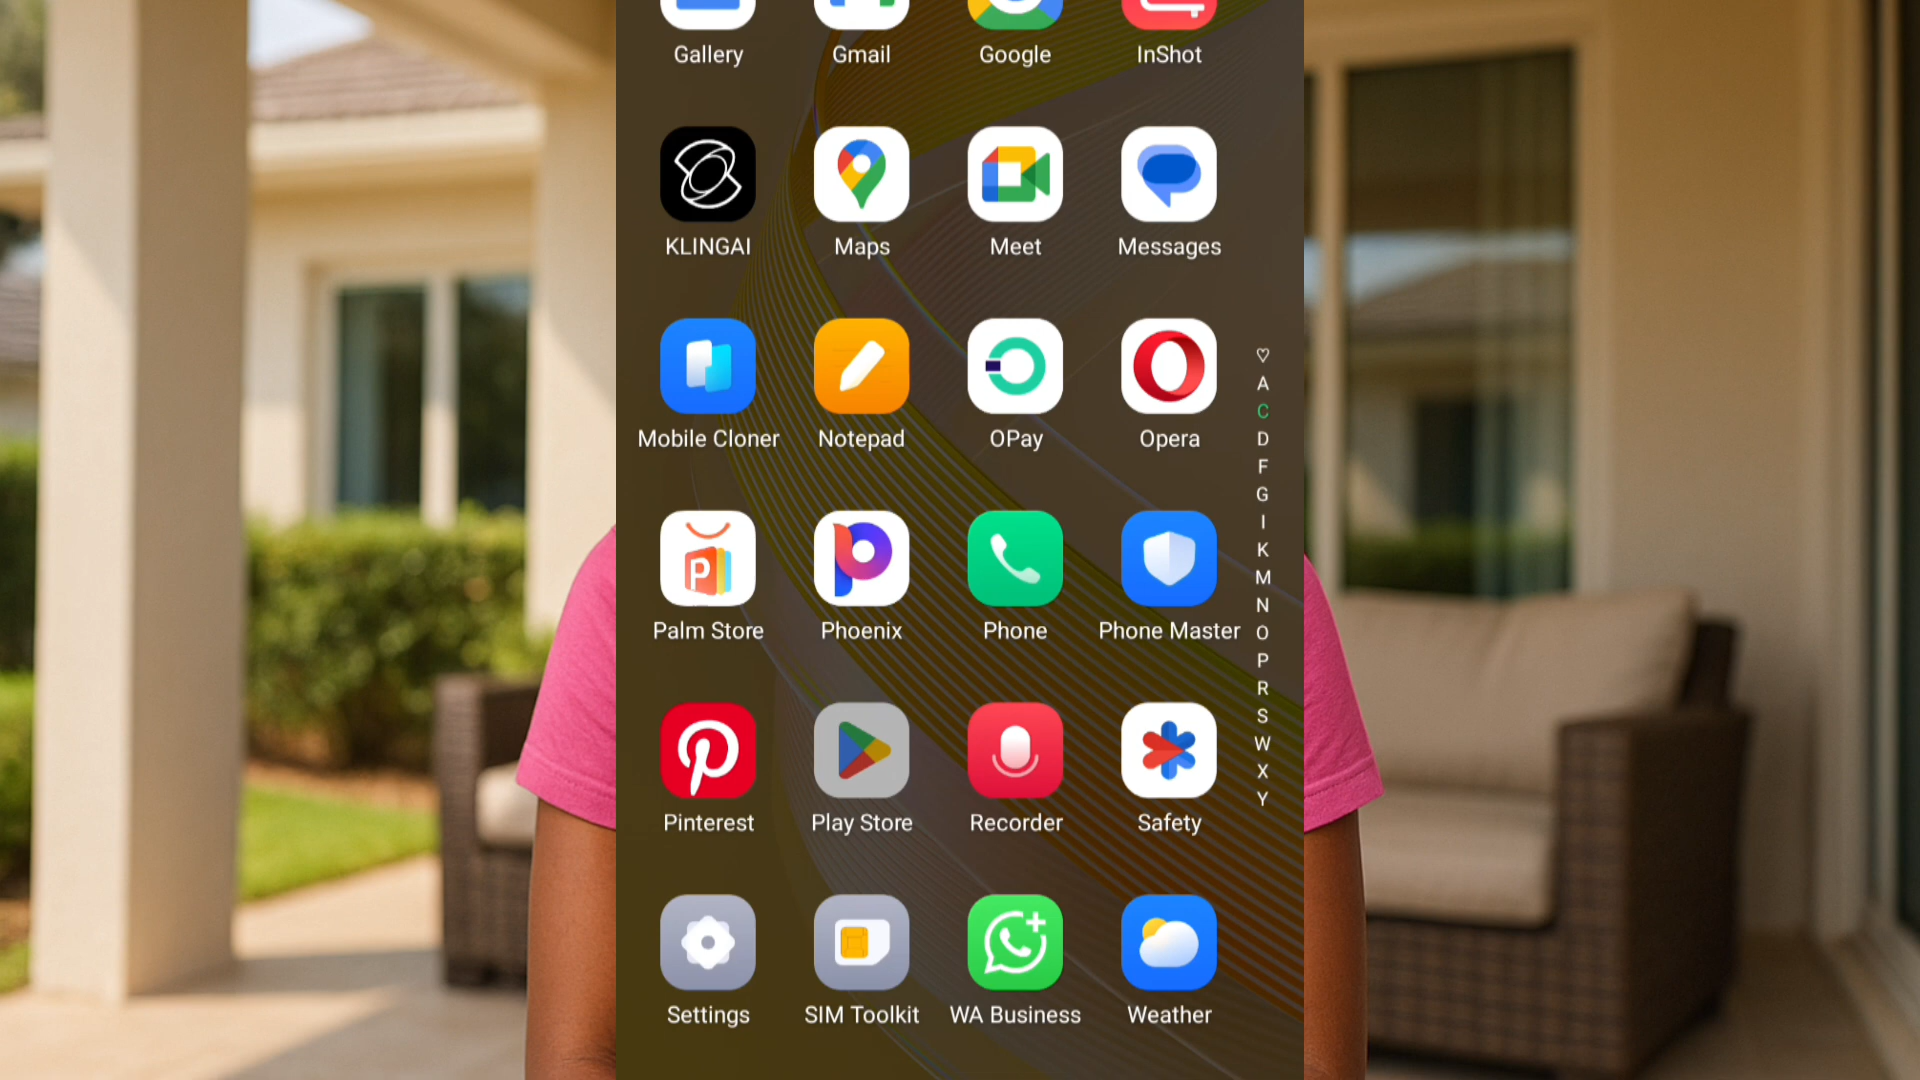 Gallery Gmail Google InShot
KLINGAI Maps Meet Messages
Mobile Cloner Notepad OPay Opera
Palm Store Phoenix Phone Phone Master
Pinterest Play Store Recorder Safety
Settings SIM Toolkit WA Business Weather
A
C
D
F
G
I
K
M
N
O
P
R
S
W
X
Y